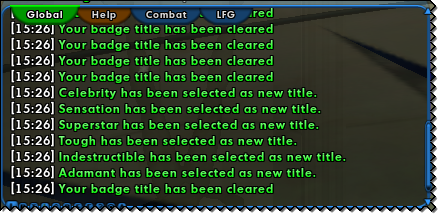 Global Help Combat LFG
cleared
[15:26] Your badge title has been cleared
[15:26] Your badge title has been cleared
[15:26] Your badge title has been cleared
[15:26] Your badge title has been cleared
[15:26] Celebrity has been selected as new title.
[15:26] Sensation has been selected as new title.
[15:26] Superstar has been selected as new title.
[15:26] Tough has been selected as new title.
[15:26] Indestructible has been selected as new title.
[15:26] Adamant has been selected as new title.
[15:26] Your badge title has been cleared